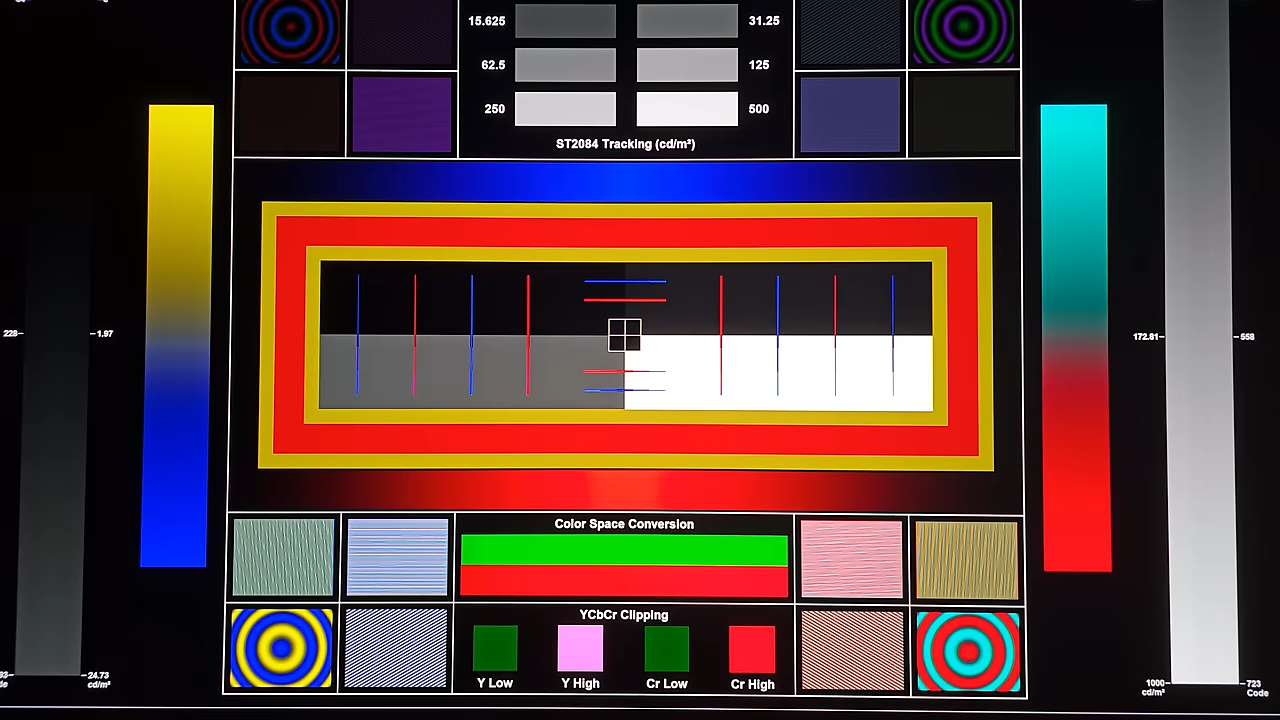 15.625 31.25
62.5 125
250 500
ST2084 Tracking (cd/m²)
228 1.97
172.81 558
Color Space Conversion
YCbCr Clipping
Y Low Y High Cr Low Cr High
24.73
cd/m²
1000 723
cd/m² Code